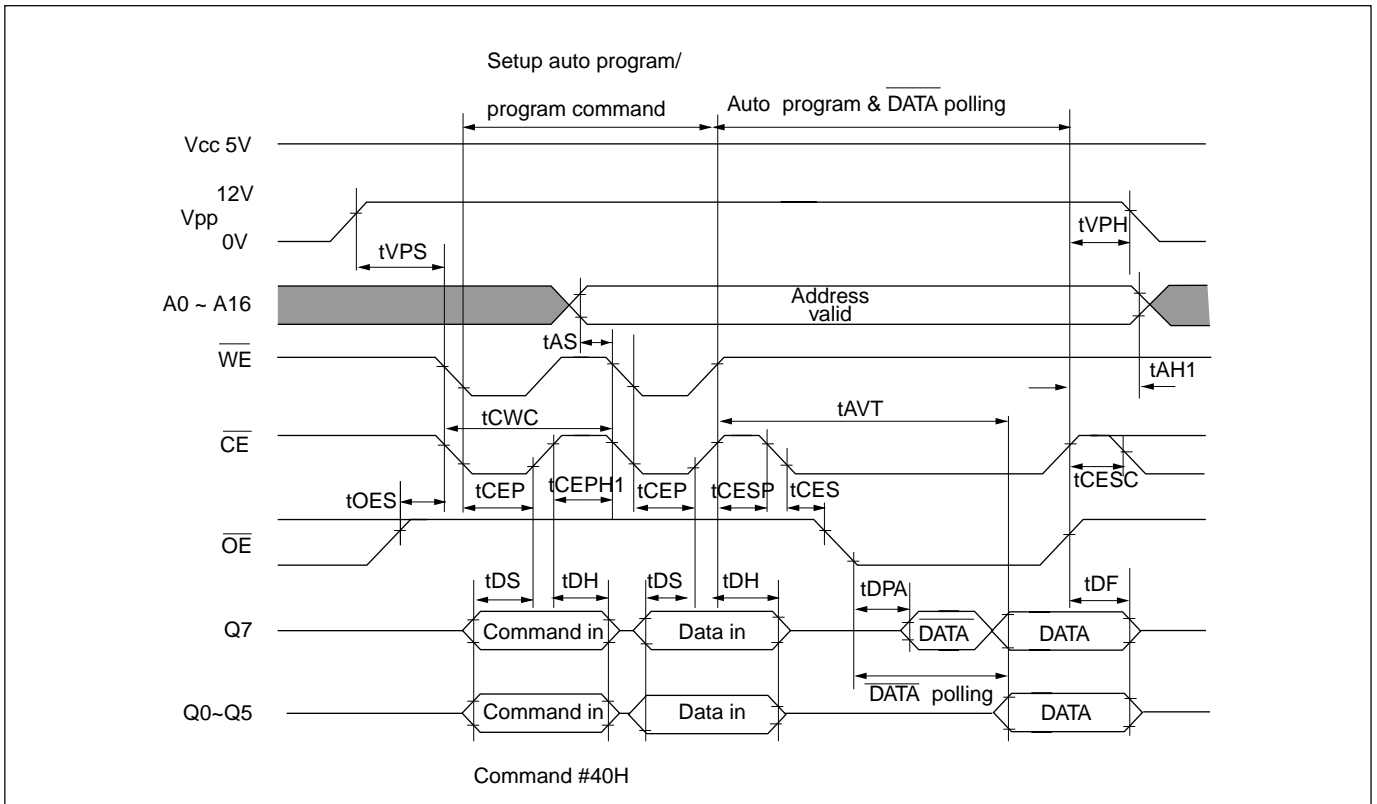 Setup auto program/
program command
Auto program & DATA polling
Vcc 5V
12V
Vpp
0V
tVPS
tVPH
A0 ~ A16
Address
valid
tAS
WE
tAH1
tCWC
tAVT
CE
tOES
tCEP
tCEPH1
tCEP
tCESP
tCES
tCESC
OE
tDS
tDH
tDS
tDH
tDPA
tDF
Q7
Command in
Data in
DATA
DATA
DATA polling
Q0~Q5
Command in
Data in
DATA
Command #40H